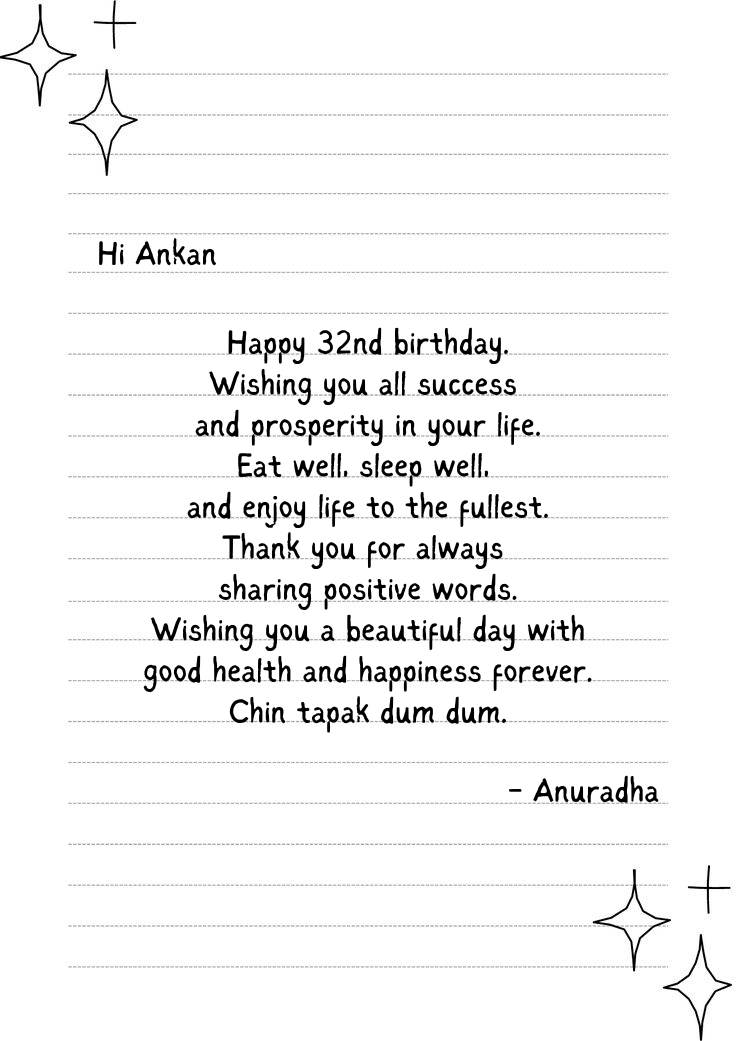 Hi Ankan
Happy 32nd birthday.
Wishing you all success
and prosperity in your life.
Eat well, sleep well,
and enjoy life to the fullest.
Thank you for always
sharing positive words.
Wishing you a beautiful day with
good health and happiness forever.
Chin tapak dum dum.
- Anuradha